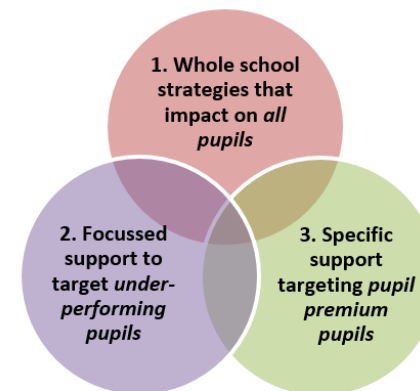 1. Whole school
strategies that
impact on all
pupils
2. Focussed
support to
target under-
performing
pupils
3. Specific
support
targeting pupil
premium
pupils